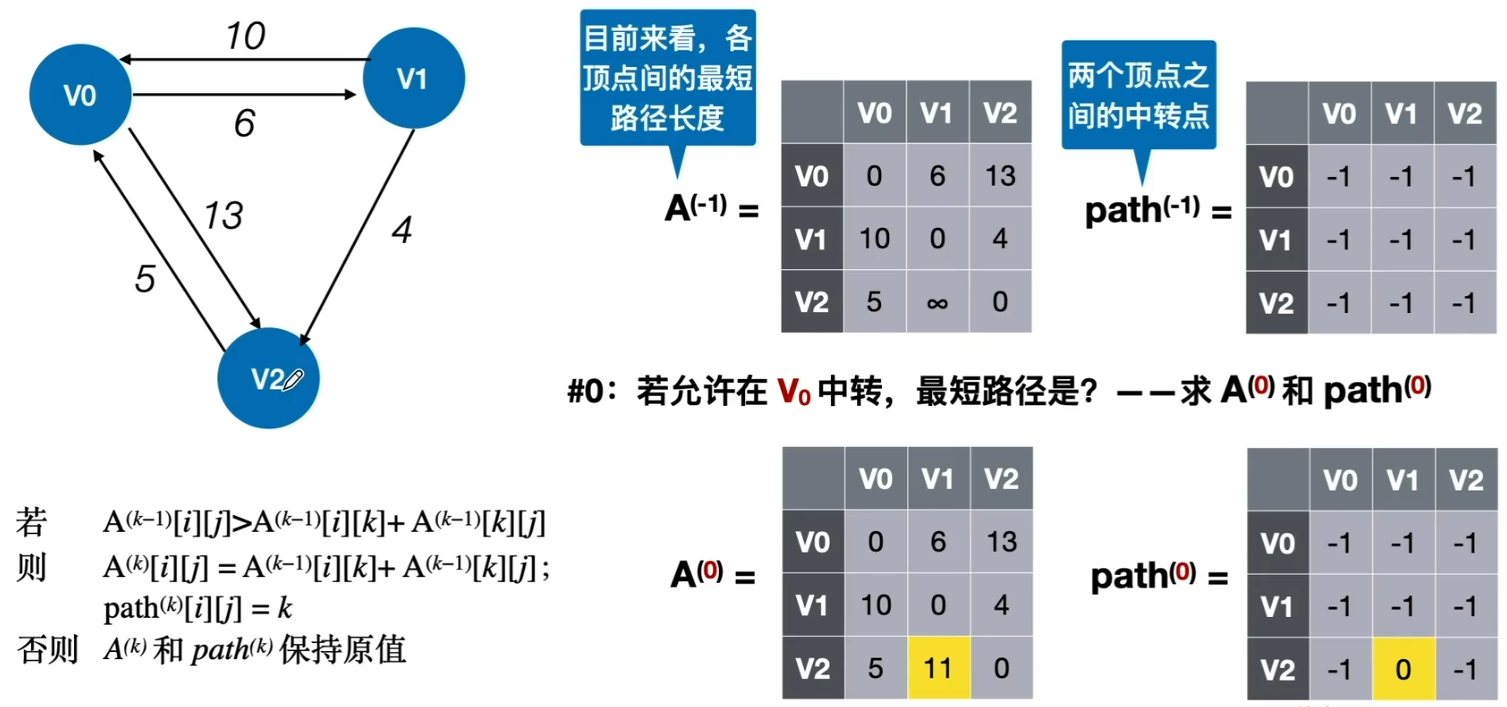 10
V0
V1
6
13
4
5
V2
目前来看，各
顶点间的最短
路径长度
A(-1) =
V0 V1 V2
V0 0 6 13
V1 10 0 4
V2 5 ∞ 0
两个顶点之
间的中转点
path(-1) =
V0 V1 V2
V0 -1 -1 -1
V1 -1 -1 -1
V2 -1 -1 -1
#0：若允许在 V0 中转，最短路径是？——求 A(0) 和 path(0)
若 A(k−1)[i][j]>A(k−1)[i][k]+ A(k−1)[k][j]
则 A(k)[i][j] = A(k−1)[i][k]+ A(k−1)[k][j];
path(k)[i][j] = k
否则 A(k) 和 path(k) 保持原值
A(0) =
V0 V1 V2
V0 0 6 13
V1 10 0 4
V2 5 11 0
path(0) =
V0 V1 V2
V0 -1 -1 -1
V1 -1 -1 -1
V2 -1 0 -1